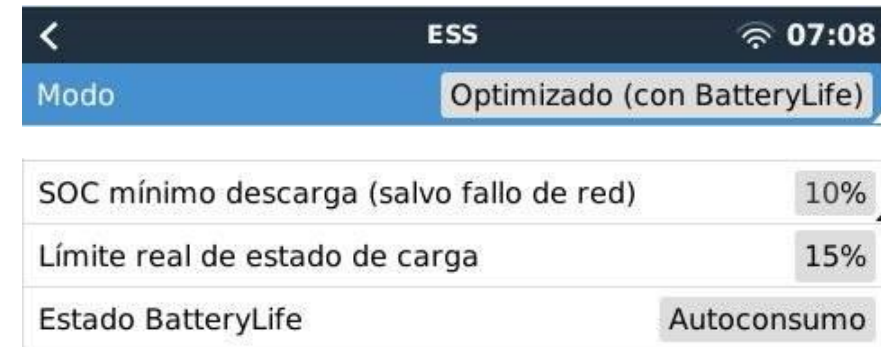 ESS 07:08
Modo Optimizado (con BatteryLife)
SOC mínimo descarga (salvo fallo de red) 10%
Límite real de estado de carga 15%
Estado BatteryLife Autoconsumo